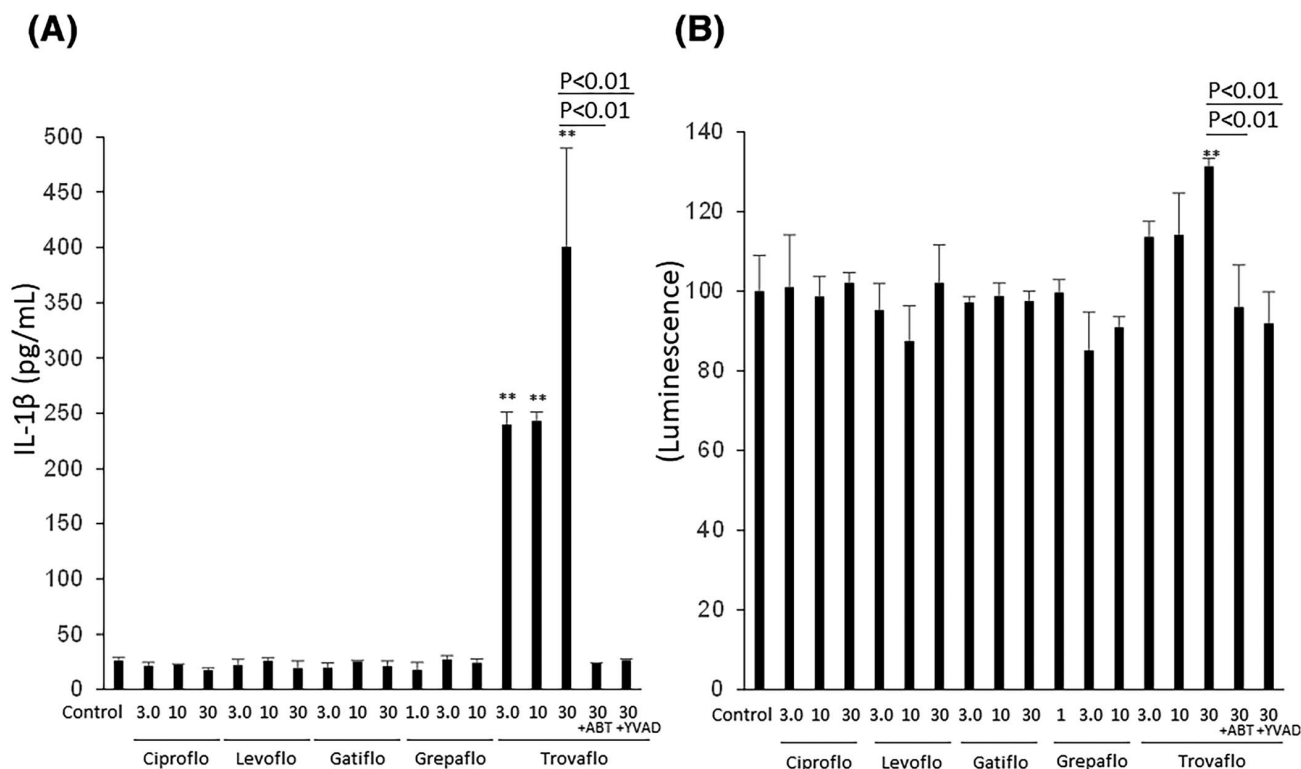 (A)
P<0.01
P<0.01
**
500
450
400
350
300
250
200
150
100
50
0
IL-1β (pg/mL)
** **
Control 3.0 10 30 3.0 10 30 3.0 10 30 1.0 3.0 10 3.0 10 30 30 30
+ABT +YVAD
Ciproflo Levoflo Gatiflo Grepaflo Trovaflo
(B)
P<0.01
P<0.01
**
140
120
100
80
60
40
20
0
(Luminescence)
Control 3.0 10 30 3.0 10 30 3.0 10 30 1 3.0 10 3.0 10 30 30 30
+ABT +YVAD
Ciproflo Levoflo Gatiflo Grepaflo Trovaflo